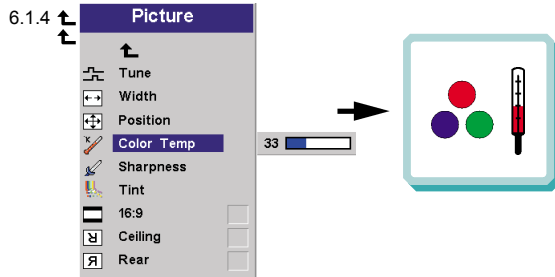 6.1.4
Picture
Tune
Width
Position
Color Temp
33
Sharpness
Tint
16:9
Ceiling
Rear